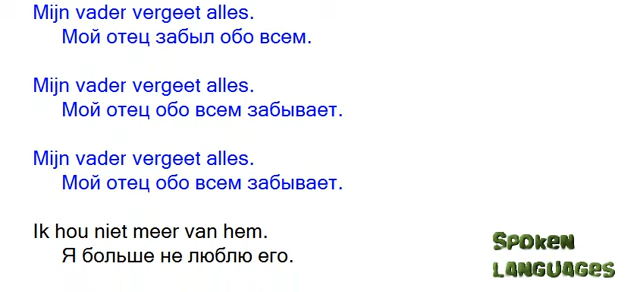 Mijn vader vergeet alles.
Мой отец забыл обо всем.
Mijn vader vergeet alles.
Мой отец обо всем забывает.
Mijn vader vergeet alles.
Мой отец обо всем забывает.
Ik hou niet meer van hem.
Я больше не люблю его.
Spoken
Languages